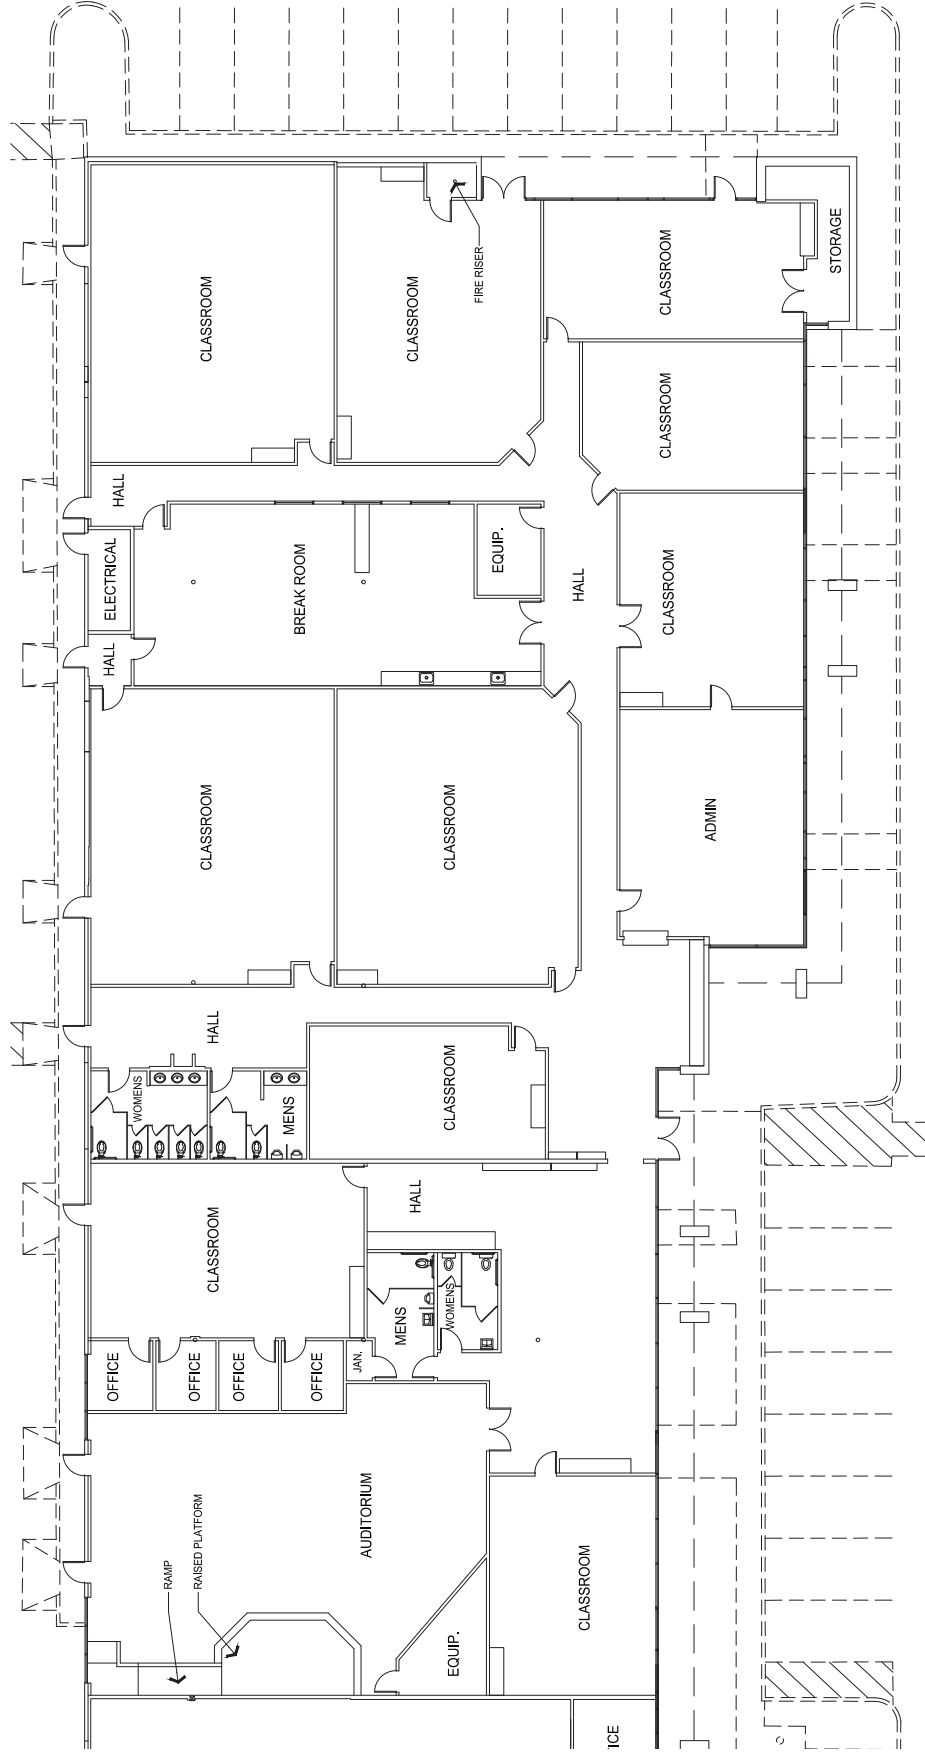 STORAGE
FIRE RISER
CLASSROOM
CLASSROOM
CLASSROOM
CLASSROOM
HALL
EQUIP.
ELECTRICAL
BREAK ROOM
HALL
CLASSROOM
HALL
CLASSROOM
CLASSROOM
ADMIN
HALL
WOMENS
MENS
CLASSROOM
HALL
CLASSROOM
WOMENS
MENS
JAN.
OFFICE
OFFICE
OFFICE
OFFICE
AUDITORIUM
RAISED PLATFORM
RAMP
CLASSROOM
EQUIP.
ICE